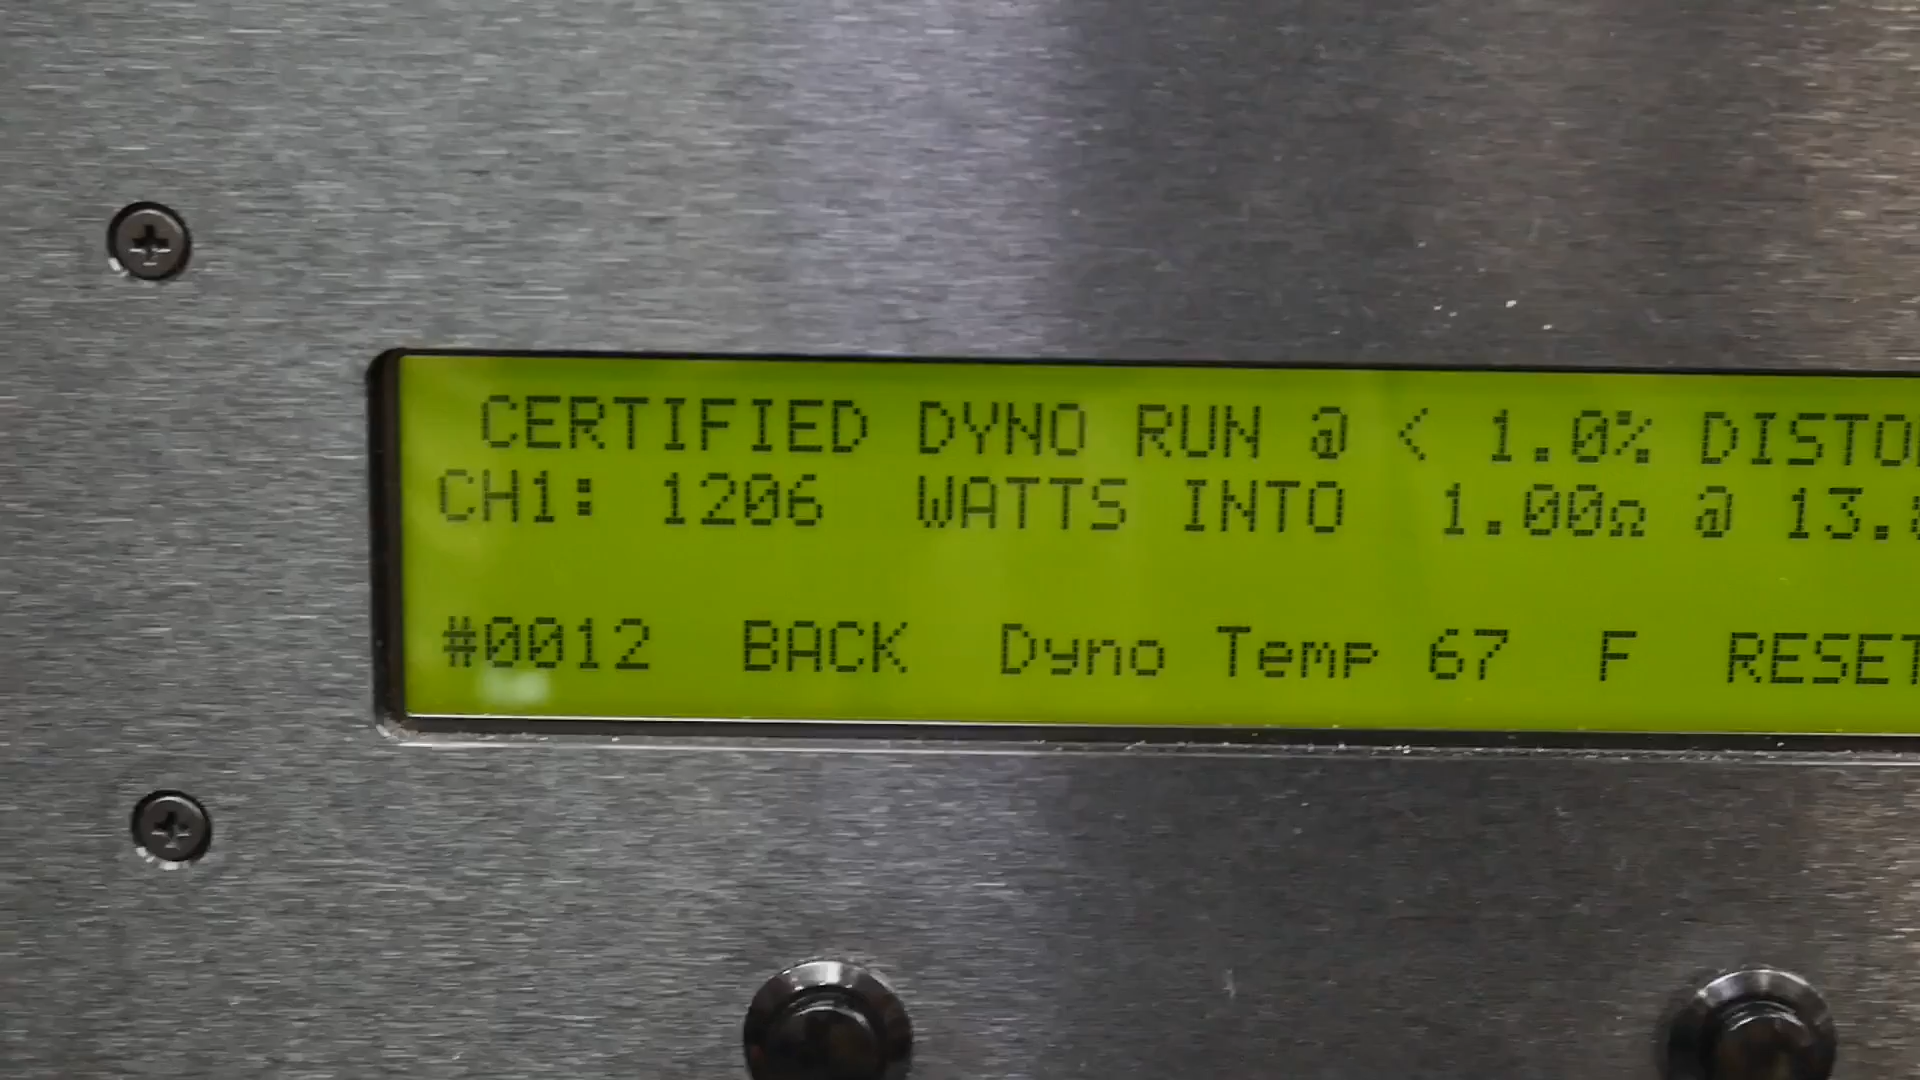 CERTIFIED DYNO RUN @ < 1.0% DISTO
CH1: 1206 WATTS INTO 1.00Ω @ 13.
#0012 BACK Dyno Temp 67 F RESET